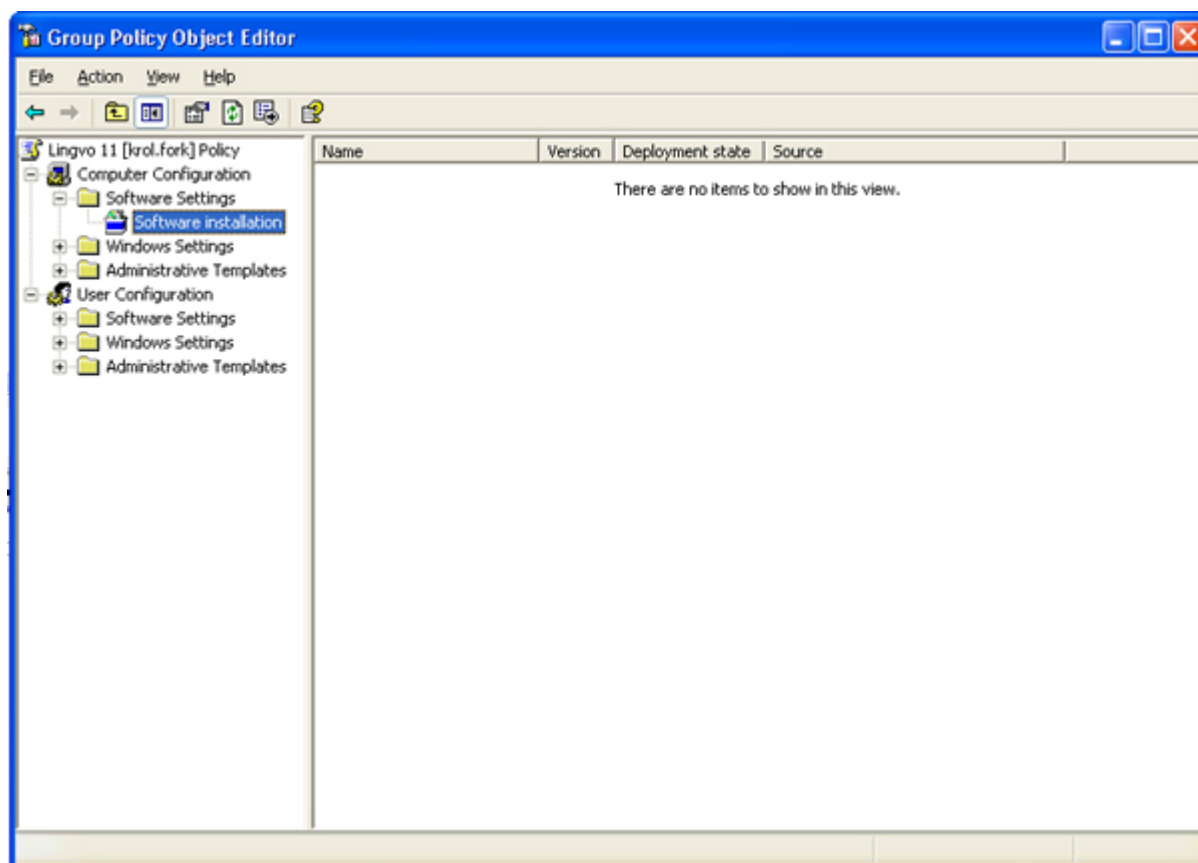 Group Policy Object Editor
File Action View Help
Lingvo 11 [krol.fork] Policy
Computer Configuration
Software Settings
Software installation
Windows Settings
Administrative Templates
User Configuration
Software Settings
Windows Settings
Administrative Templates
Name Version Deployment state Source
There are no items to show in this view.